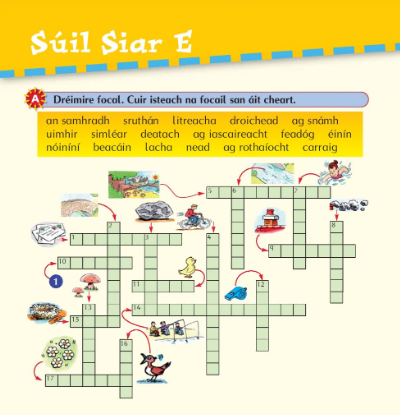 Súil Siar E
A Dréimire focal. Cuir isteach na focail san áit cheart.
an samhradh sruthán litreacha droichead ag snámh
uimhir simléar deatach ag iascaireacht feadóg éinín
nóiníní beacáin lacha nead ag rothaíocht carraig
5 6 7
2 8
1 3 4
9
10
1
11 12
13 14
15
16
17